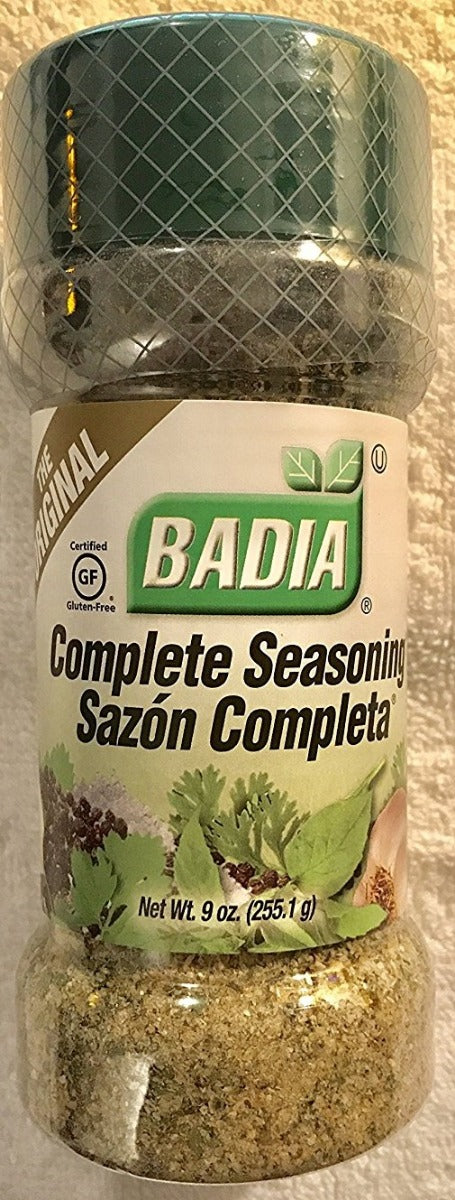 THE
ORIGINAL
Certified
GF
Gluten-Free
BADIA
U
®
Complete Seasoning
Sazón Completa®
Net Wt. 9 oz. (255.1 g)